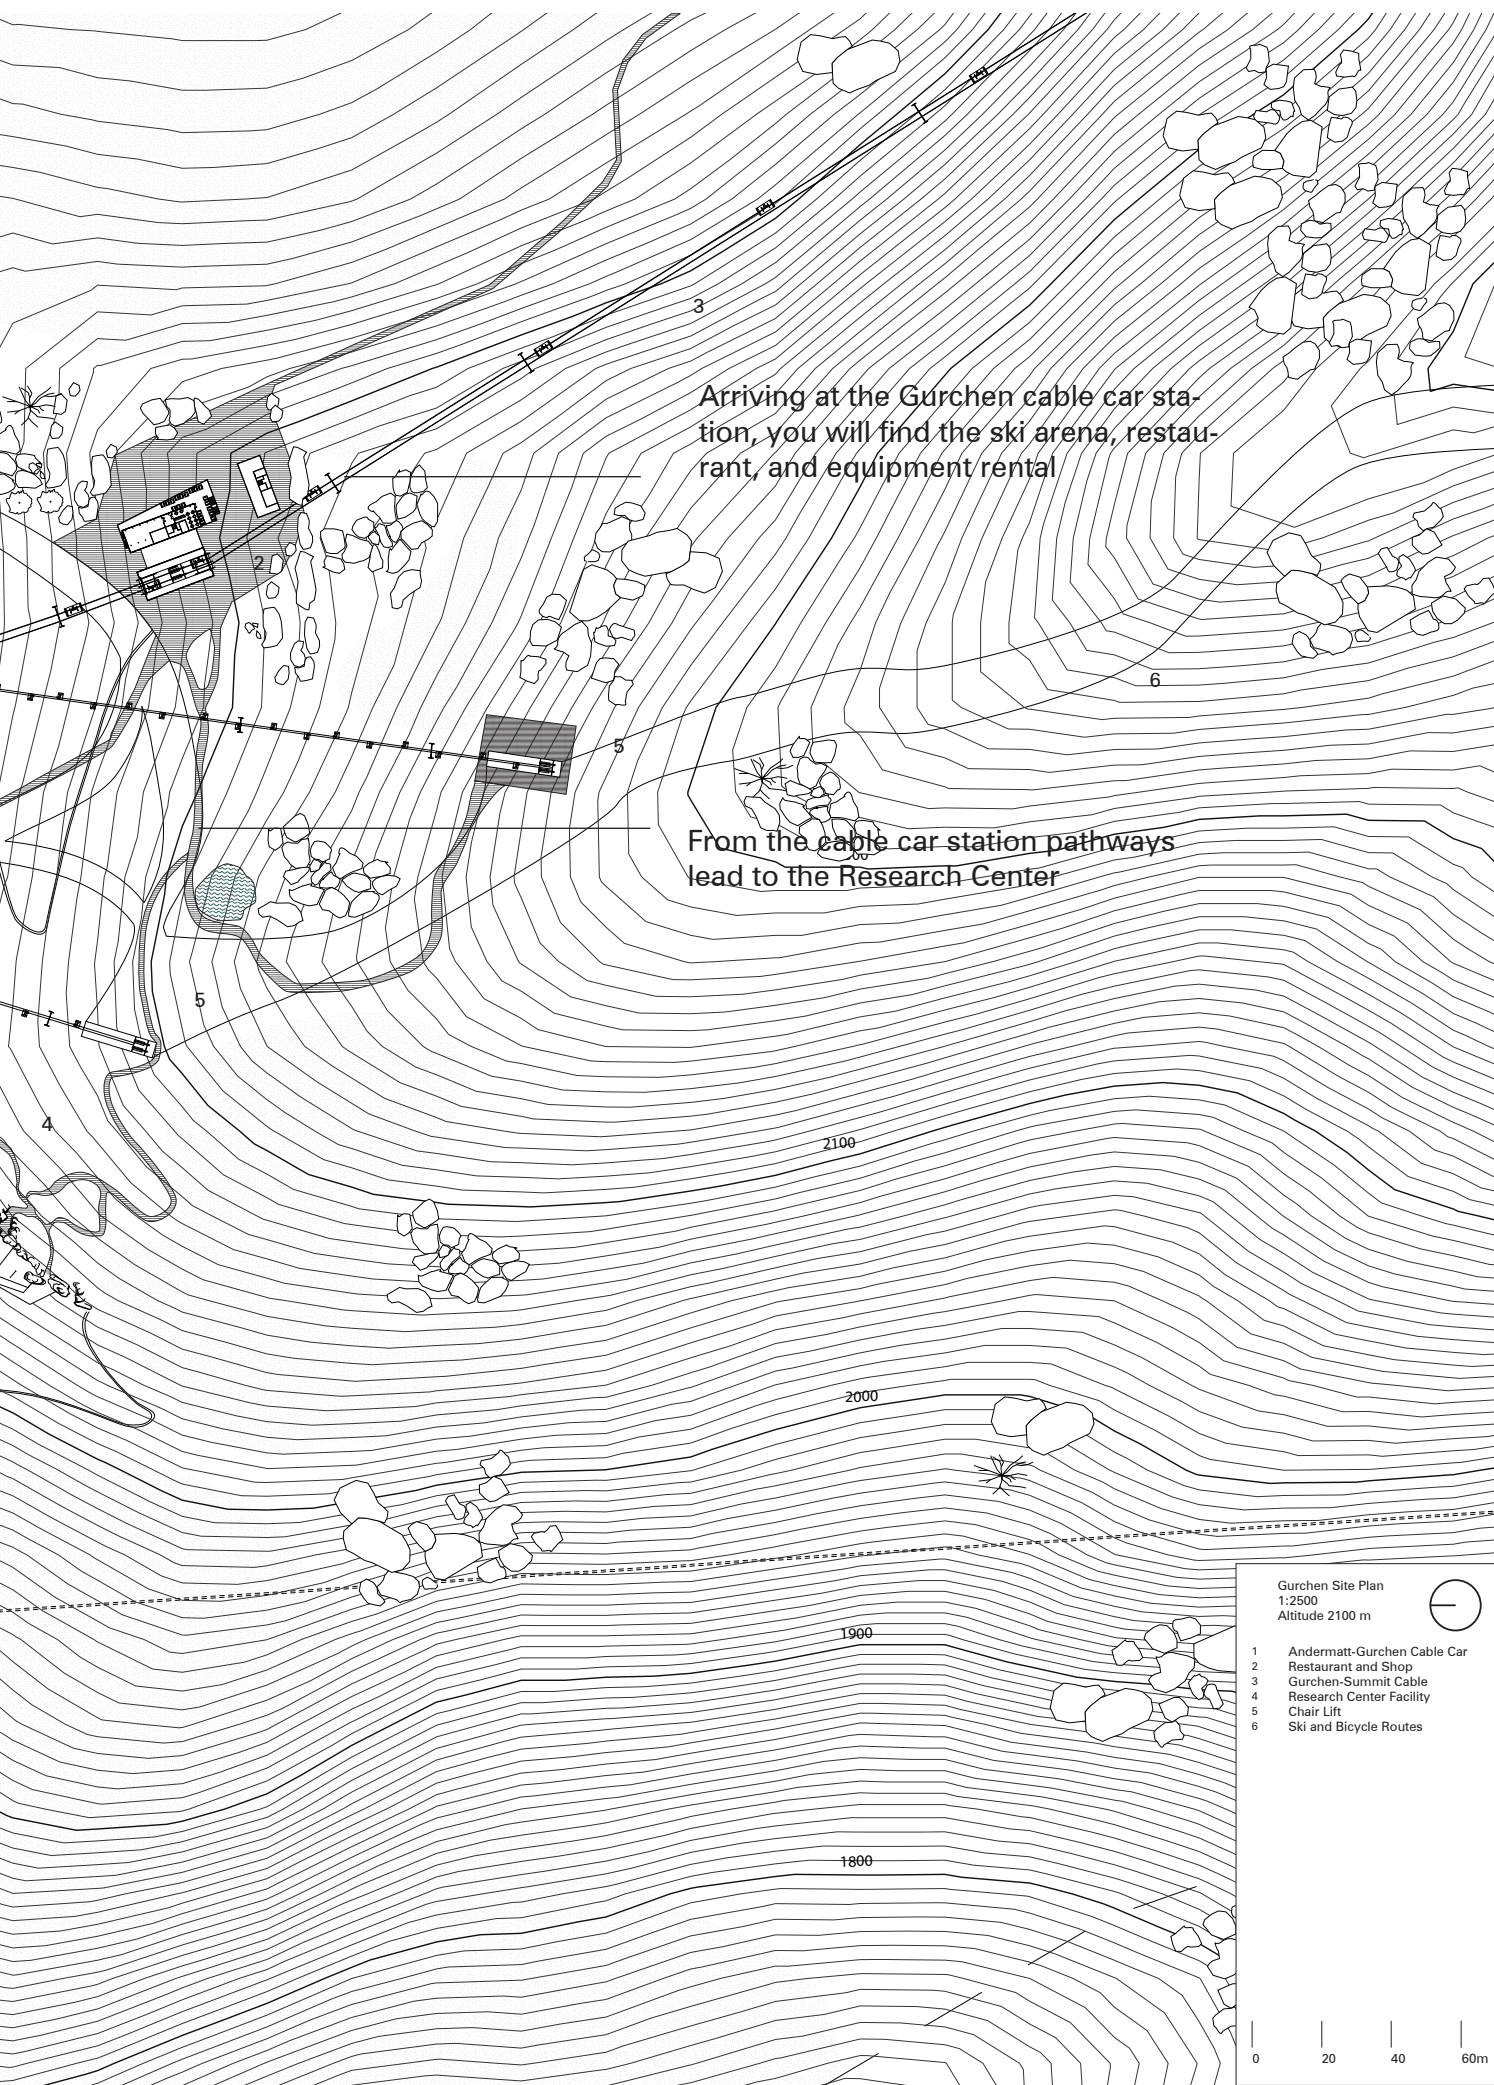 3
Arriving at the Gurchen cable car sta-
tion, you will find the ski arena, restau-
rant, and equipment rental
2
6
5
From the cable car station pathways
lead to the Research Center
5
4
2100
2000
1900
1800
Gurchen Site Plan
1:2500
Altitude 2100 m
1 Andermatt-Gurchen Cable Car
2 Restaurant and Shop
3 Gurchen-Summit Cable
4 Research Center Facility
5 Chair Lift
6 Ski and Bicycle Routes
0 20 40 60m